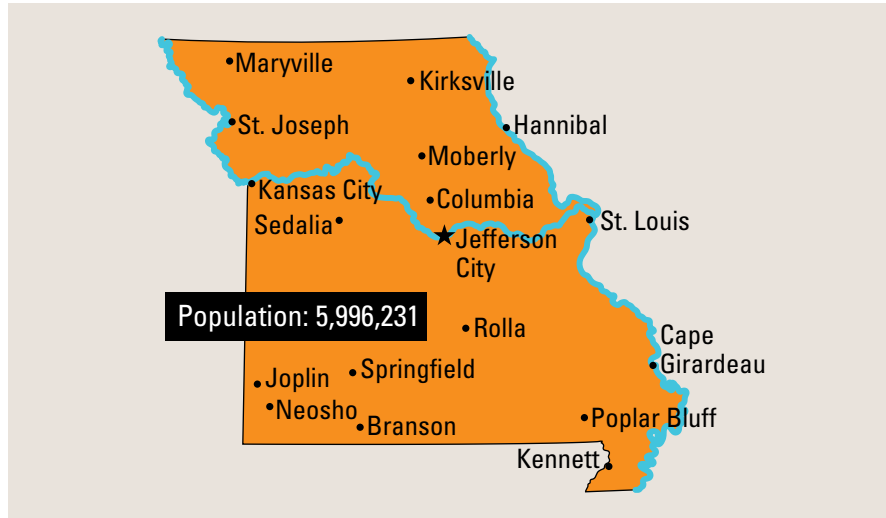 Maryville
Kirksville
St. Joseph
Hannibal
Moberly
Kansas City
Columbia
Sedalia
St. Louis
Jefferson
City
Population: 5,996,231
Rolla
Cape
Girardeau
Springfield
Joplin
Neosho
Branson
Poplar Bluff
Kennett